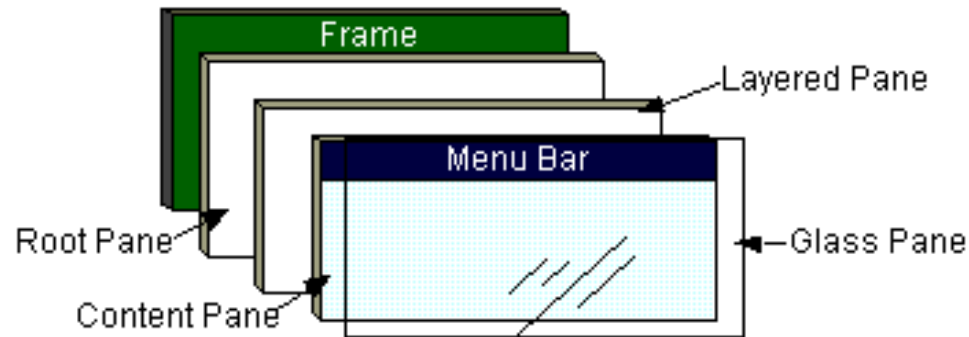 Frame
Layered Pane
Menu Bar
Root Pane
Glass Pane
Content Pane